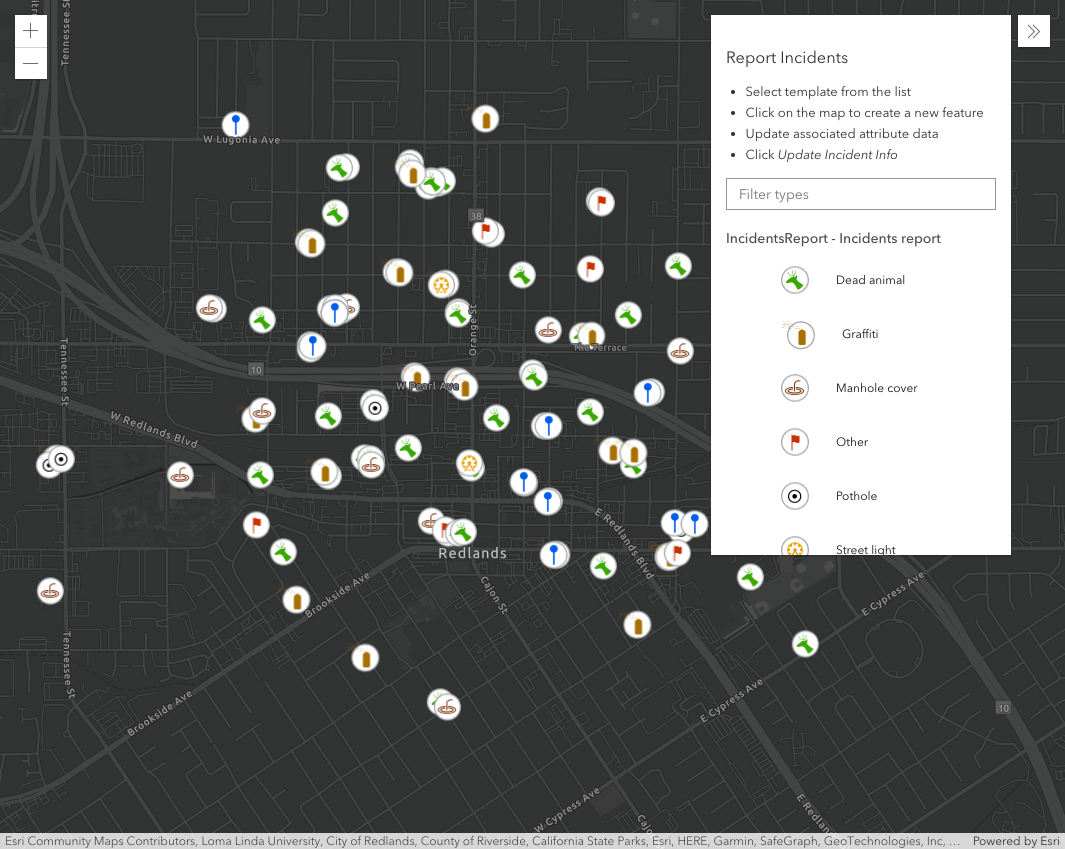 Tennessee St
Report Incidents
Select template from the list
Click on the map to create a new feature
Update associated attribute data
Click Update Incident Info
Filter types
IncidentsReport - Incidents report
Dead animal
Graffiti
Manhole cover
Other
Pothole
Street light
W Lugonia Ave
38
Orange St
The Terrace
10
Tennessee St
W Pearl Ave
W Redlands Blvd
E Redlands Blvd
Redlands
Cajon St
Brookside Ave
E Cypress Ave
Tennessee St
Brookside Ave
E Cypress Ave
10
W Cypress Ave
Esri Community Maps Contributors, Loma Linda University, City of Redlands, County of Riverside, California State Parks, Esri, HERE, Garmin, SafeGraph, GeoTechnologies, Inc, …
Powered by Esri